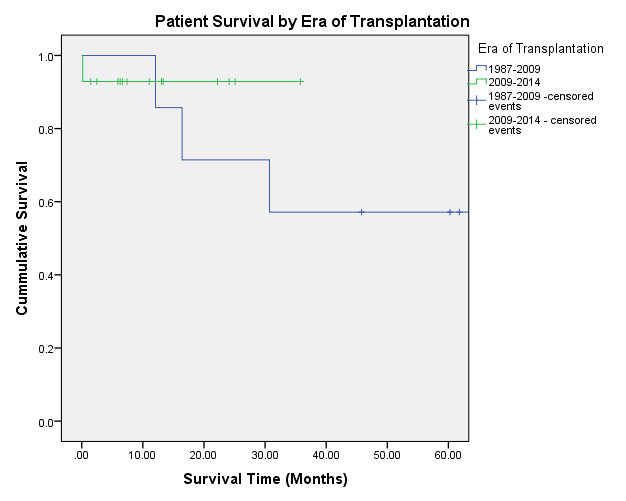 Patient Survival by Era of Transplantation
Era of Transplantation
1987-2009
2009-2014
1987-2009 -censored
events
2009-2014 - censored
events
Cummulative Survival
1.0
0.8
0.6
0.4
0.2
0.0
.00 10.00 20.00 30.00 40.00 50.00 60.00
Survival Time (Months)